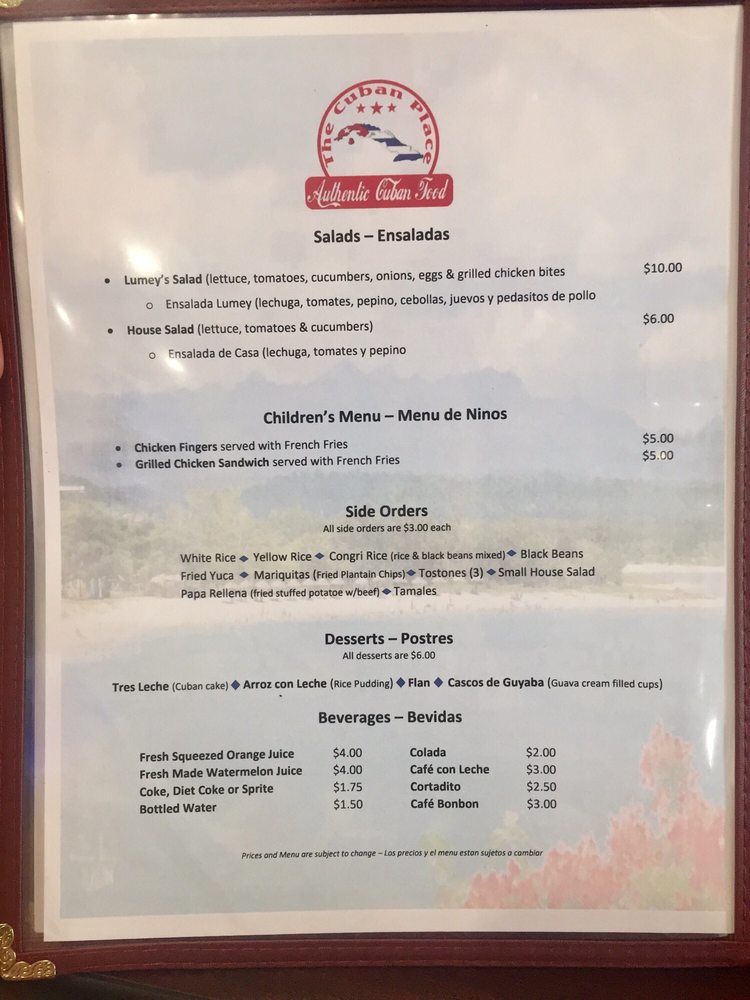 The Cuban Place
Authentic Cuban Food
Salads – Ensaladas
• Lumey's Salad (lettuce, tomatoes, cucumbers, onions, eggs & grilled chicken bites $10.00
o Ensalada Lumey (lechuga, tomates, pepino, cebollas, juevos y pedasitos de pollo
• House Salad (lettuce, tomatoes & cucumbers) $6.00
o Ensalada de Casa (lechuga, tomates y pepino
Children's Menu – Menu de Ninos
• Chicken Fingers served with French Fries $5.00
• Grilled Chicken Sandwich served with French Fries $5.00
Side Orders
All side orders are $3.00 each
White Rice ◆ Yellow Rice ◆ Congri Rice (rice & black beans mixed) ◆ Black Beans
Fried Yuca ◆ Mariquitas (Fried Plantain Chips) ◆ Tostones (3) ◆ Small House Salad
Papa Rellena (fried stuffed potatoe w/beef) ◆ Tamales
Desserts – Postres
All desserts are $6.00
Tres Leche (Cuban cake) ◆ Arroz con Leche (Rice Pudding) ◆ Flan ◆ Cascos de Guyaba (Guava cream filled cups)
Beverages – Bevidas
Fresh Squeezed Orange Juice $4.00 Colada $2.00
Fresh Made Watermelon Juice $4.00 Café con Leche $3.00
Coke, Diet Coke or Sprite $1.75 Cortadito $2.50
Bottled Water $1.50 Café Bonbon $3.00
Prices and Menu are subject to change – Los precios y el menu estan sujetos a cambiar